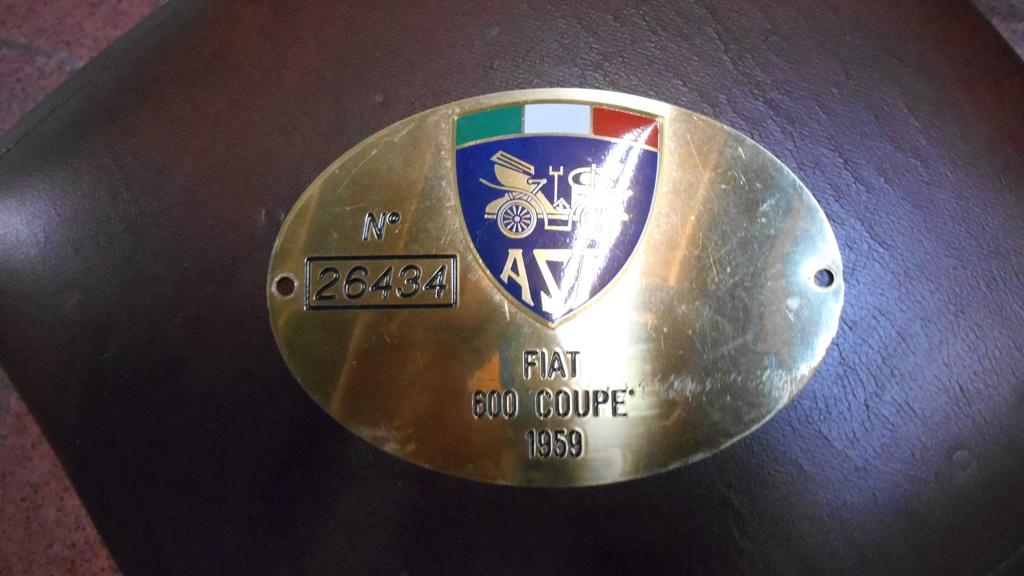 N°
26434
ASI
FIAT
600 COUPE'
1959